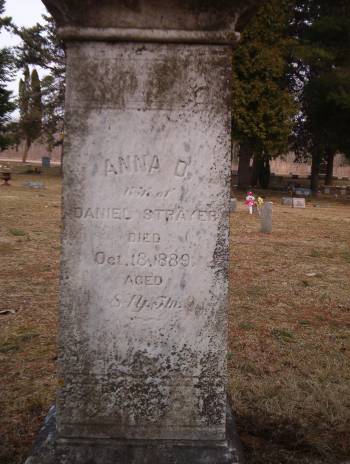 ANNA D.
Wife of
DANIEL STRAYER
DIED
Oct. 18, 1889.
AGED